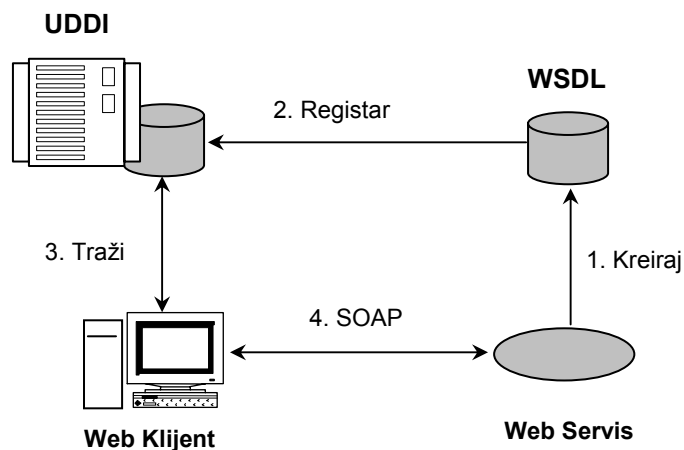 UDDI
WSDL
2. Registar
3. Traži
1. Kreiraj
4. SOAP
Web Klijent
Web Servis